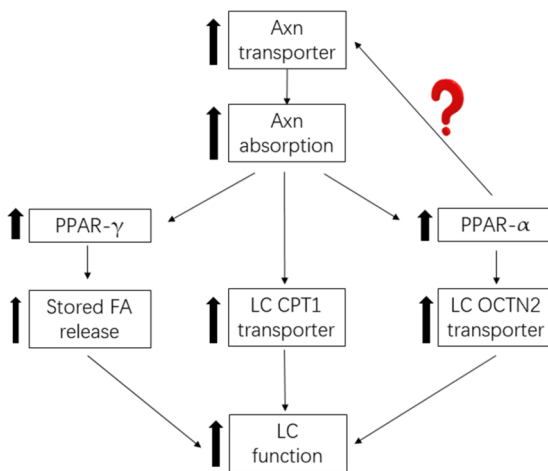 Axn
transporter
?
Axn
absorption
PPAR-γ
PPAR-α
Stored FA
release
LC CPT1
transporter
LC OCTN2
transporter
LC
function